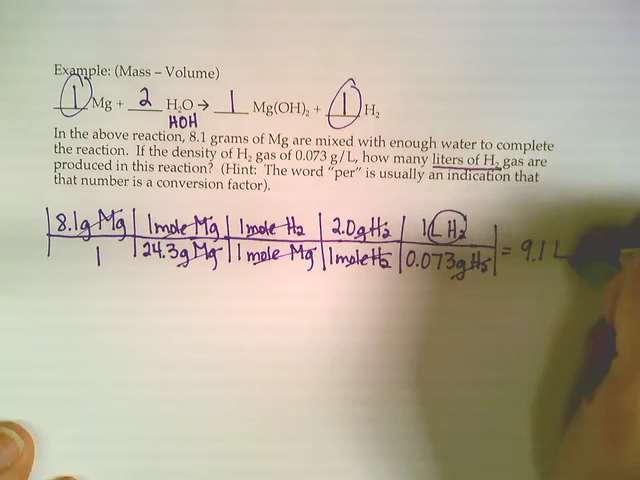 Example: (Mass – Volume)
1 Mg + 2 H₂O → 1 Mg(OH)₂ + 1 H₂
HOH
In the above reaction, 8.1 grams of Mg are mixed with enough water to complete
the reaction. If the density of H₂ gas of 0.073 g/L, how many liters of H₂ gas are
produced in this reaction? (Hint: The word "per" is usually an indication that
that number is a conversion factor).
8.1g Mg | 1mole Mg | 1mole H₂ | 2.0g H₂ | 1L H₂
1 | 24.3g Mg | 1 mole Mg | 1mole H₂ | 0.073g H₂ = 9.1 L